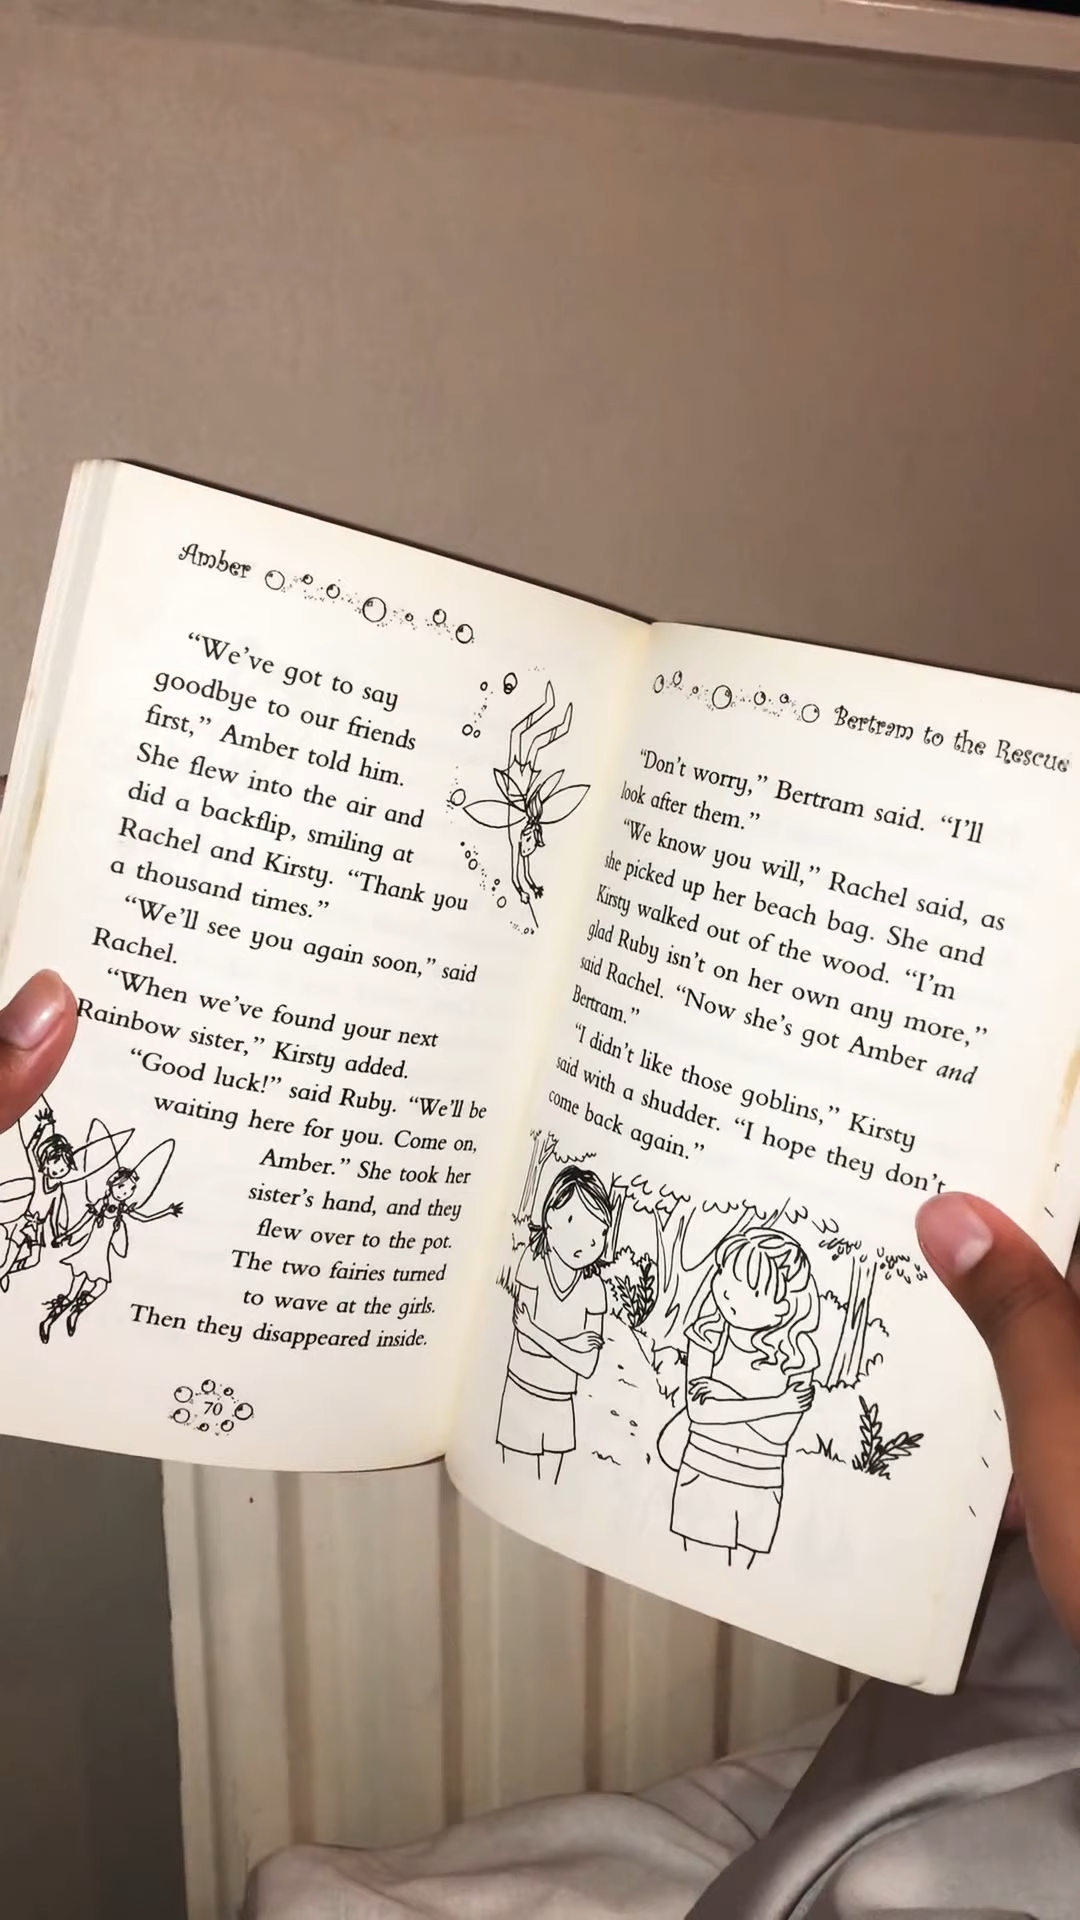 Amber
“We’ve got to say
goodbye to our friends
first,” Amber told him.
She flew into the air and
did a backflip, smiling at
Rachel and Kirsty. “Thank you
a thousand times.”
“We’ll see you again soon,” said
Rachel.
“When we’ve found your next
Rainbow sister,” Kirsty added.
“Good luck!” said Ruby. “We’ll be
waiting here for you. Come on,
Amber.” She took her
sister’s hand, and they
flew over to the pot.
The two fairies turned
to wave at the girls.
Then they disappeared inside.
70
Bertram to the Rescue
“Don’t worry,” Bertram said. “I’ll
look after them.”
“We know you will,” Rachel said, as
she picked up her beach bag. She and
Kirsty walked out of the wood. “I’m
glad Ruby isn’t on her own any more,”
said Rachel. “Now she’s got Amber and
Bertram.”
“I didn’t like those goblins,” Kirsty
said with a shudder. “I hope they don’t
come back again.”